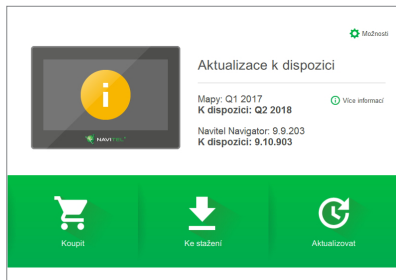 Možnosti
Aktualizace k dispozici
Mapy: Q1 2017
Více informací
K dispozici: Q2 2018
Navitel Navigator: 9.9.203
K dispozici: 9.10.903
NAVITEL
Koupit
Ke stažení
Aktualizovat